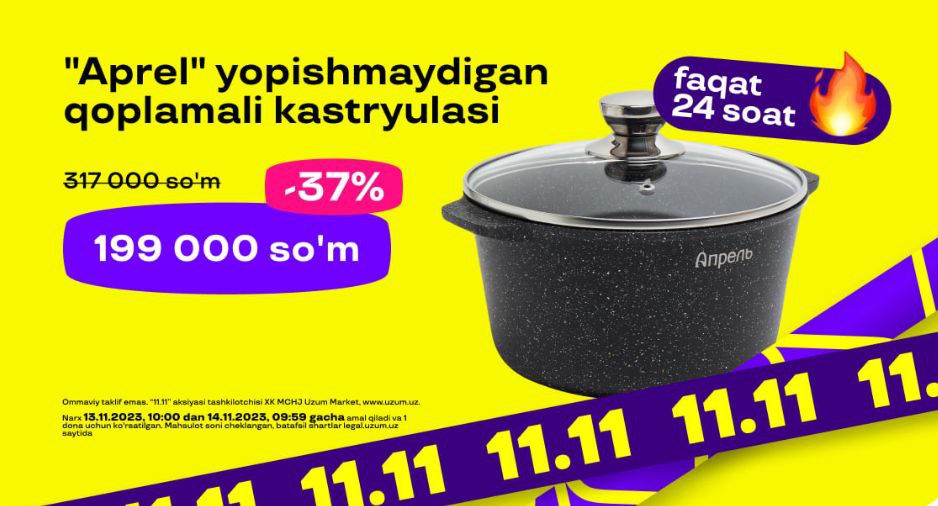 "Aprel" yopishmaydigan
qoplamali kastryulasi
faqat
24 soat
317 000 so'm
-37%
199 000 so'm
Апрель
Ommaviy taklif emas. "11.11" aksiyasi tashkilotchisi XK MCHJ Uzum Market, www.uzum.uz.
Narx 13.11.2023, 10:00 dan 14.11.2023, 09:59 gacha amal qiladi va 1
dona uchun ko'rsatilgan. Mahsulot soni cheklangan, batafsil shartlar legal.uzum.uz
saytida
11.11 11.11 11.11 11.11 11.